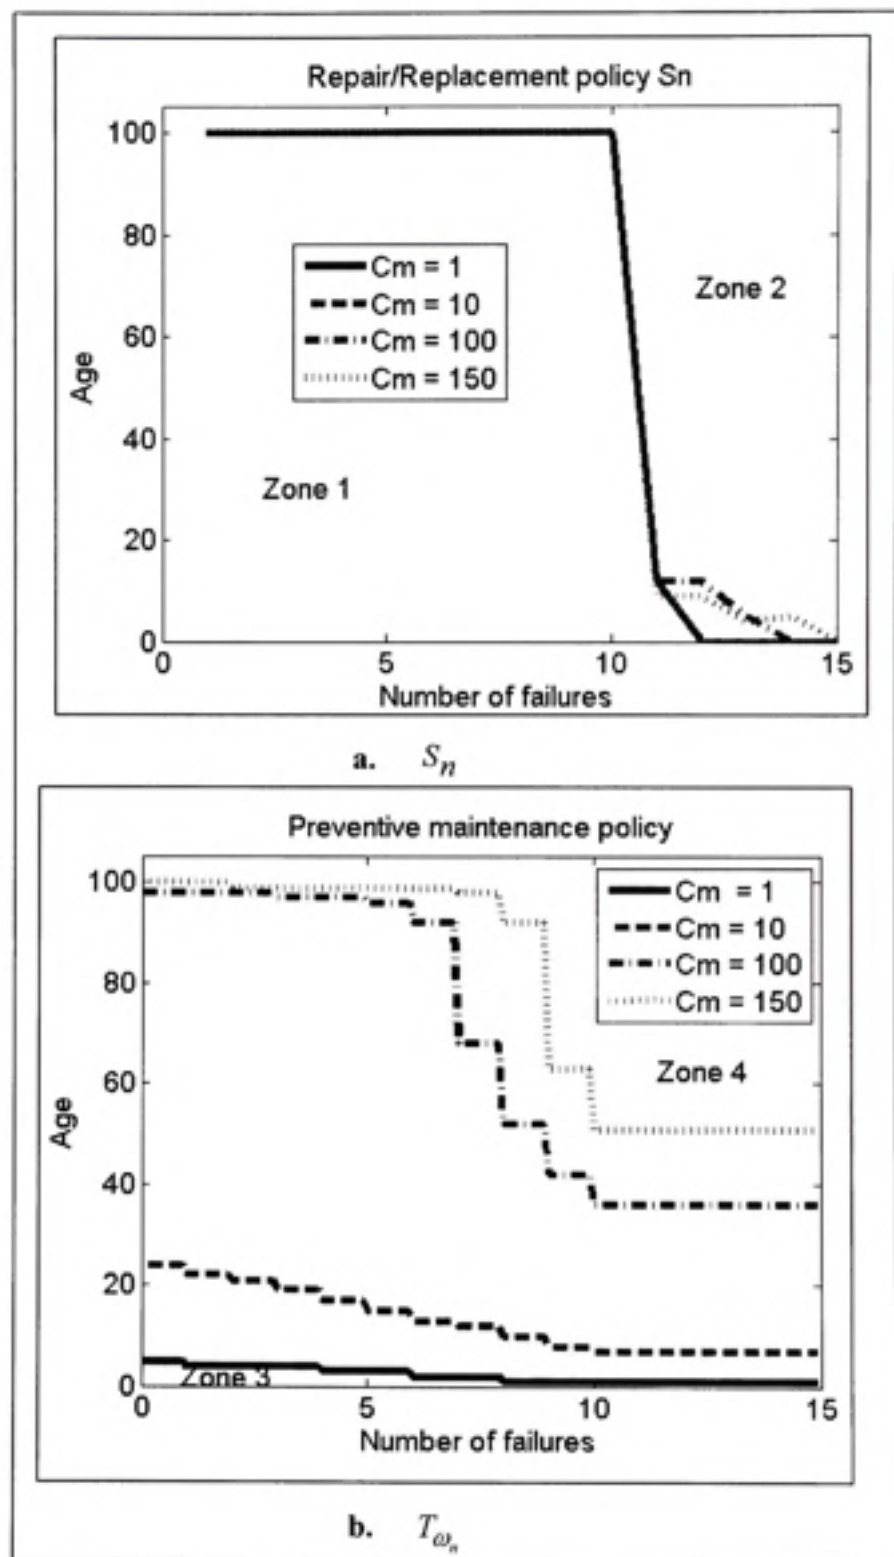 Repair/Replacement policy Sn
100
80
60
40
20
0
Age
Cm = 1
Cm = 10
Cm = 100
Cm = 150
Zone 1
Zone 2
0 5 10 15
Number of failures
a. Sn
Preventive maintenance policy
100
80
60
40
20
0
Age
Cm = 1
Cm = 10
Cm = 100
Cm = 150
Zone 4
Zone 3
0 5 10 15
Number of failures
b. Tωn